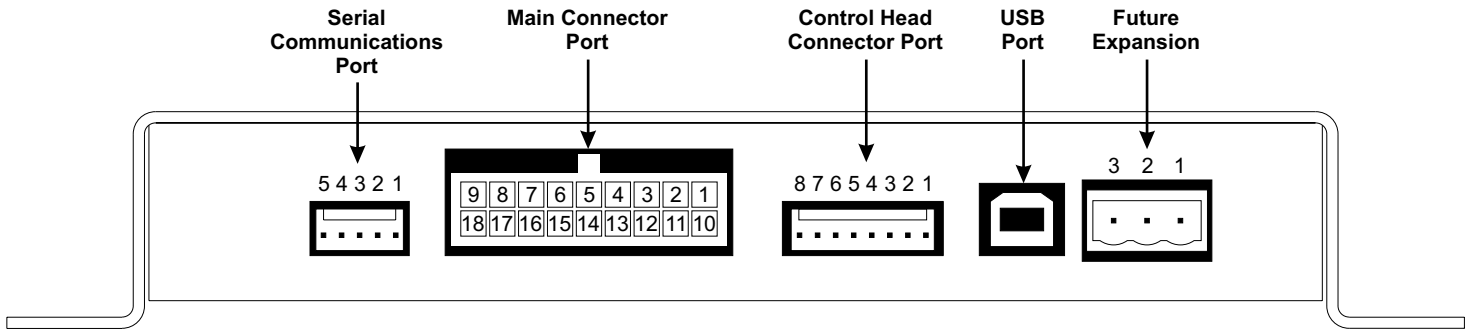 Serial
Communications
Port
Main Connector
Port
Control Head
Connector Port
USB
Port
Future
Expansion
5 4 3 2 1
9 8 7 6 5 4 3 2 1
18 17 16 15 14 13 12 11 10
8 7 6 5 4 3 2 1
3 2 1